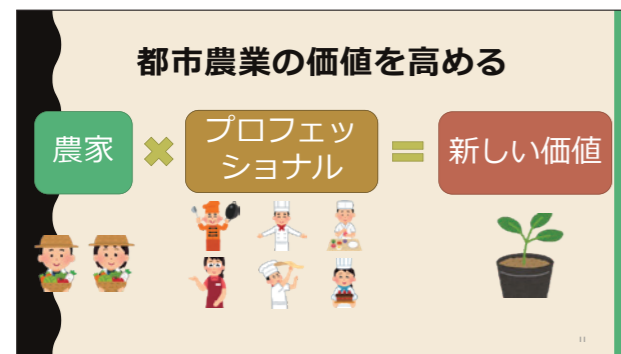 都市農業の価値を高める
農家
プロフェッ
ショナル
新しい価値
11